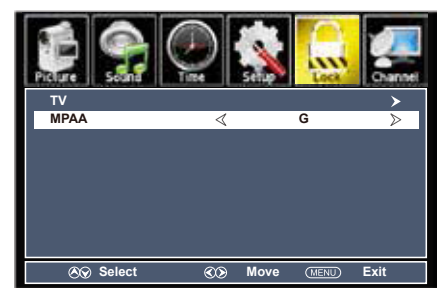 Picture Sound Time Setup Lock Channel
TV
MPAA G
Select Move MENU Exit